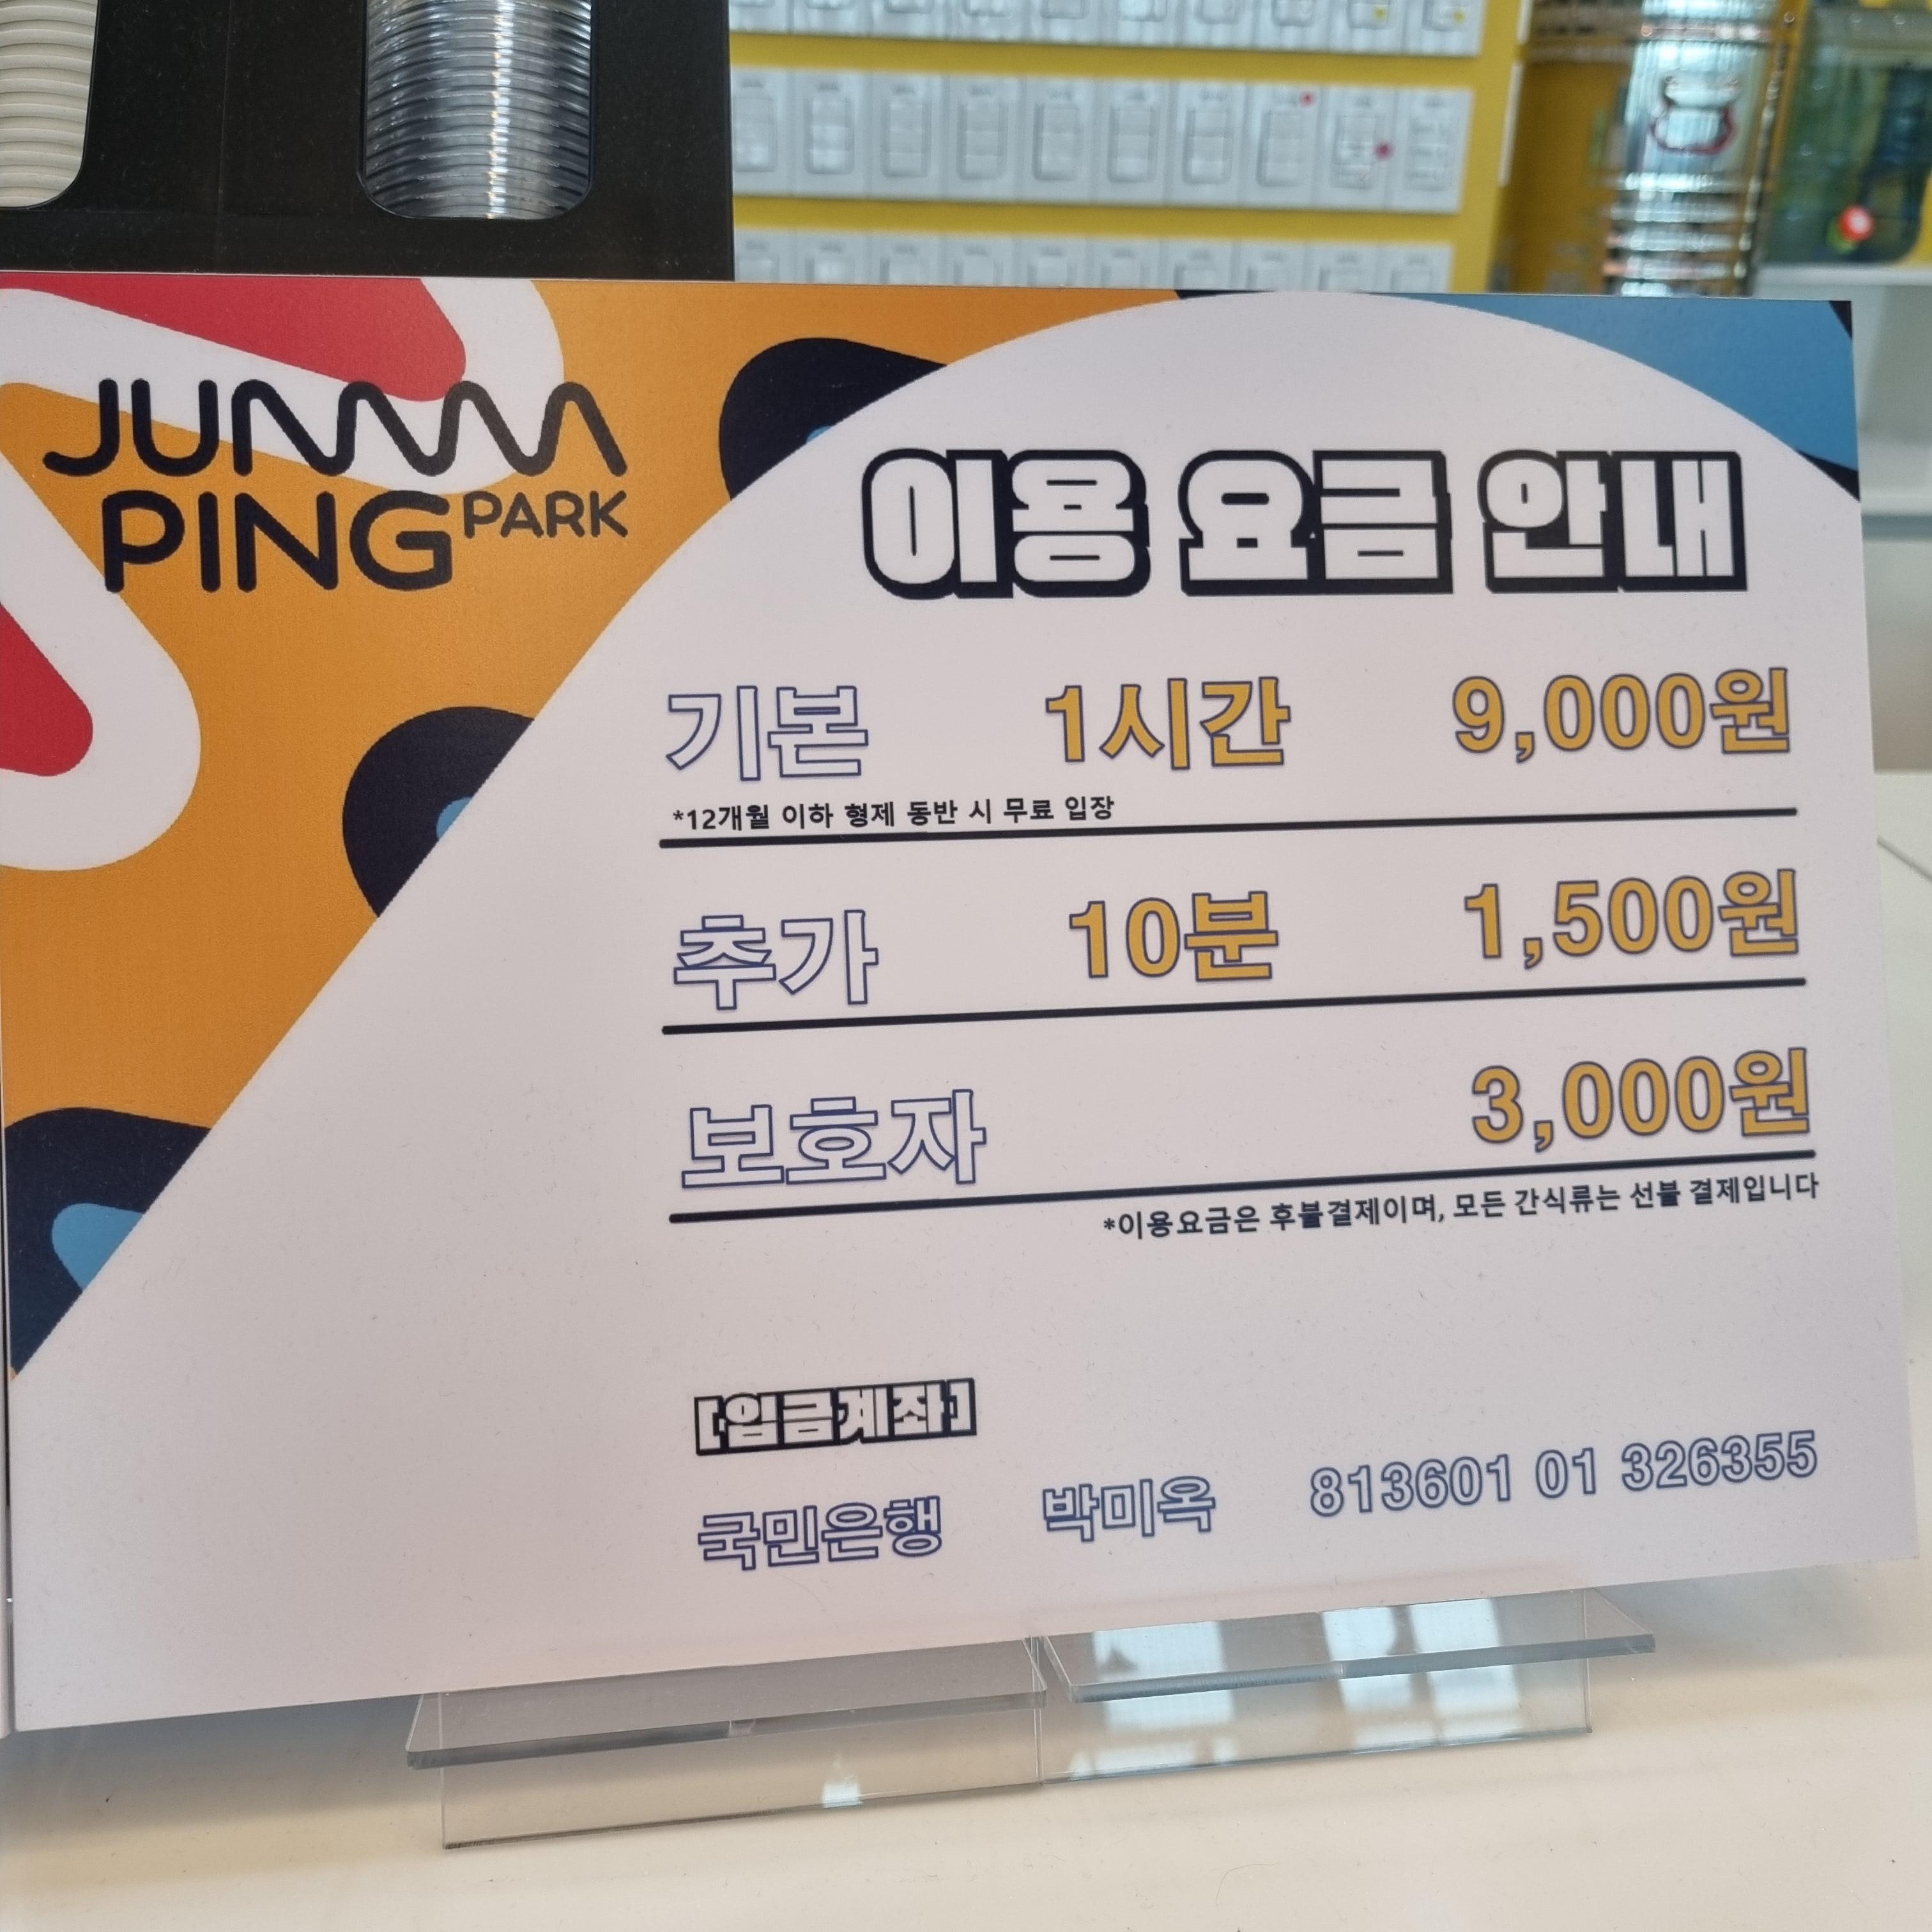 JUMM
PING PARK
이용 요금 안내
기본 1시간 9,000원
*12개월 이하 형제 동반 시 무료 입장
추가 10분 1,500원
보호자 3,000원
*이용요금은 후불결제이며, 모든 간식류는 선불 결제입니다
[입금계좌]
국민은행 박미옥 813601 01 326355